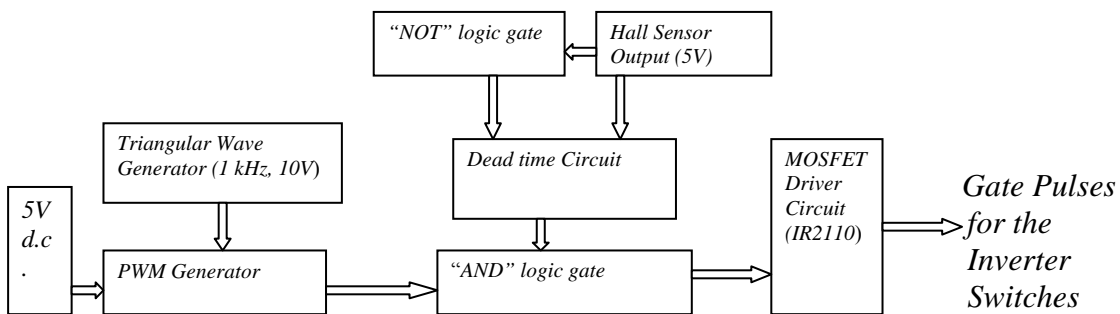 “NOT” logic gate
Hall Sensor
Output (5V)
Triangular Wave
Generator (1 kHz, 10V)
Dead time Circuit
MOSFET
Driver
Circuit
(IR2110)
Gate Pulses
for the
Inverter
Switches
5V
d.c
.
PWM Generator
“AND” logic gate